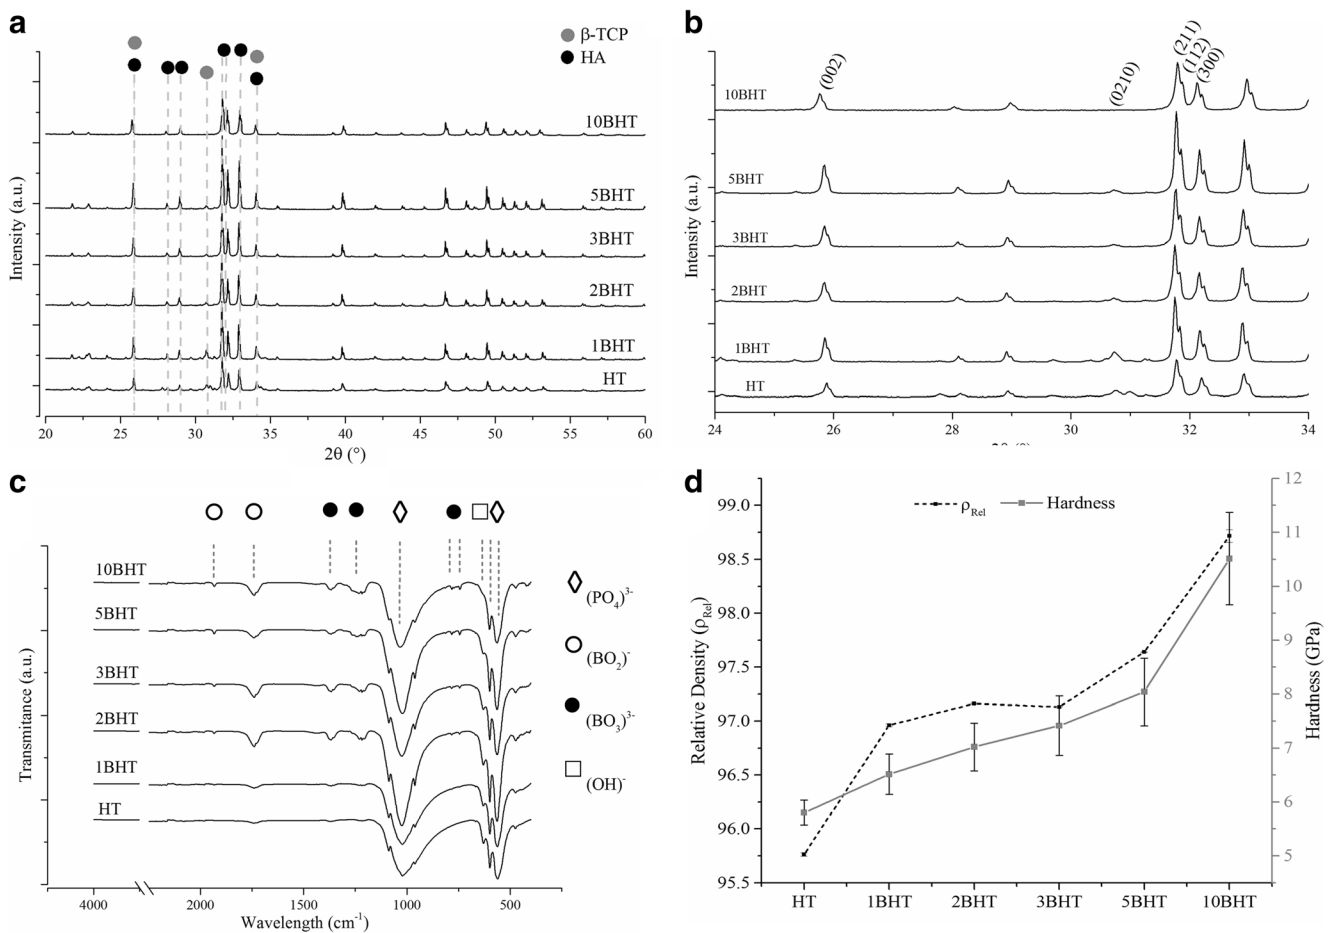 a
β-TCP
HA
10BHT
5BHT
3BHT
2BHT
1BHT
HT
Intensity (a.u.)
20 25 30 35 40 45 50 55 60
2θ (°)
b
(002)
(0210)
(211)
(112)
(300)
10BHT
5BHT
3BHT
2BHT
1BHT
HT
Intensity (a.u.)
24 26 28 30 32 34
c
10BHT
5BHT
3BHT
2BHT
1BHT
HT
(PO4)3-
(BO2)-
(BO3)3-
(OH)-
Transmitance (a.u.)
4000 2000 1500 1000 500
Wavelength (cm-1)
d
ρRel
Hardness
99.0
98.5
98.0
97.5
97.0
96.5
96.0
95.5
Relative Density (ρRel)
12
11
10
9
8
7
6
5
Hardness (GPa)
HT 1BHT 2BHT 3BHT 5BHT 10BHT